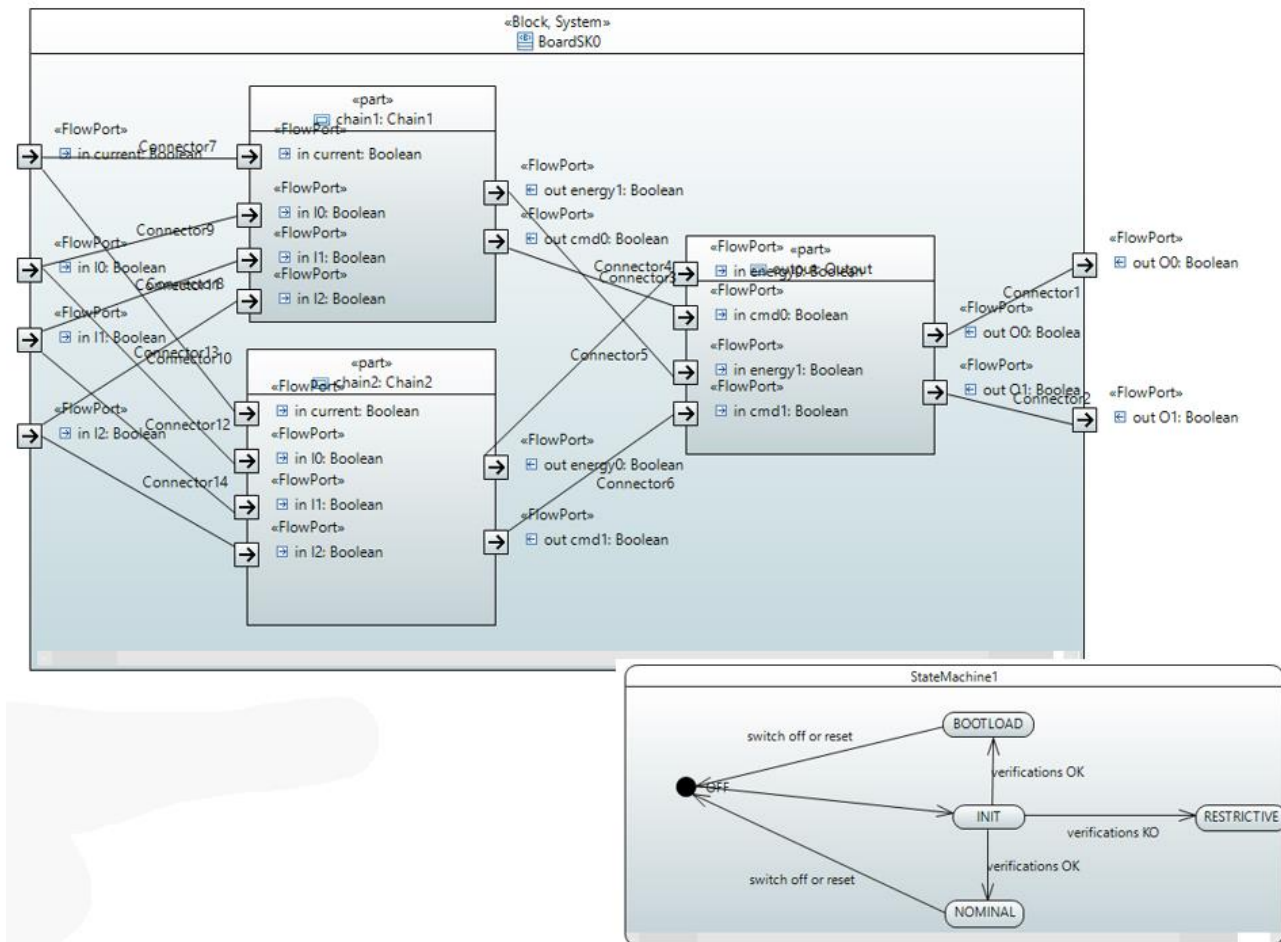 «Block, System»
BoardSK0
«part»
chain1: Chain1
«FlowPort»
in current: Boolean
Connector7
«FlowPort»
in current: Boolean
«FlowPort»
in I0: Boolean
Connector9
«FlowPort»
in I1: Boolean
«FlowPort»
in I2: Boolean
«FlowPort»
out energy1: Boolean
«FlowPort»
out cmd0: Boolean
«FlowPort»
in I0: Boolean
«FlowPort»
in I1: Boolean
Connector13
Connector10
«FlowPort»
in I2: Boolean
Connector12
Connector14
«part»
chain2: Chain2
«FlowPort»
in current: Boolean
«FlowPort»
in I0: Boolean
«FlowPort»
in I1: Boolean
«FlowPort»
in I2: Boolean
«FlowPort»
out energy0: Boolean
Connector6
«FlowPort»
out cmd1: Boolean
Connector4
Connector3
Connector5
«FlowPort»
«part»
in energy0: Boolean
output: Output
«FlowPort»
in cmd0: Boolean
«FlowPort»
in energy1: Boolean
«FlowPort»
in cmd1: Boolean
Connector1
«FlowPort»
out O0: Boolea
«FlowPort»
out O1: Boolea
Connector2
«FlowPort»
out O0: Boolean
«FlowPort»
out O1: Boolean
StateMachine1
BOOTLOAD
switch off or reset
verifications OK
OFF
INIT
RESTRICTIVE
verifications KO
verifications OK
switch off or reset
NOMINAL